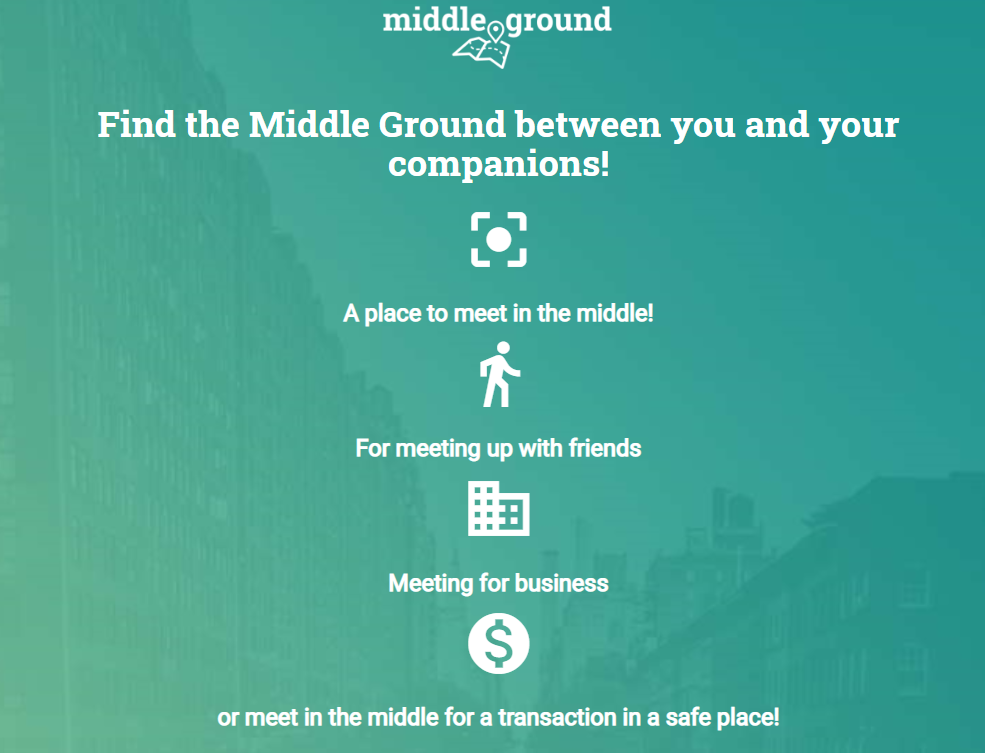 middle ground
Find the Middle Ground between you and your
companions!
A place to meet in the middle!
For meeting up with friends
Meeting for business
$
or meet in the middle for a transaction in a safe place!